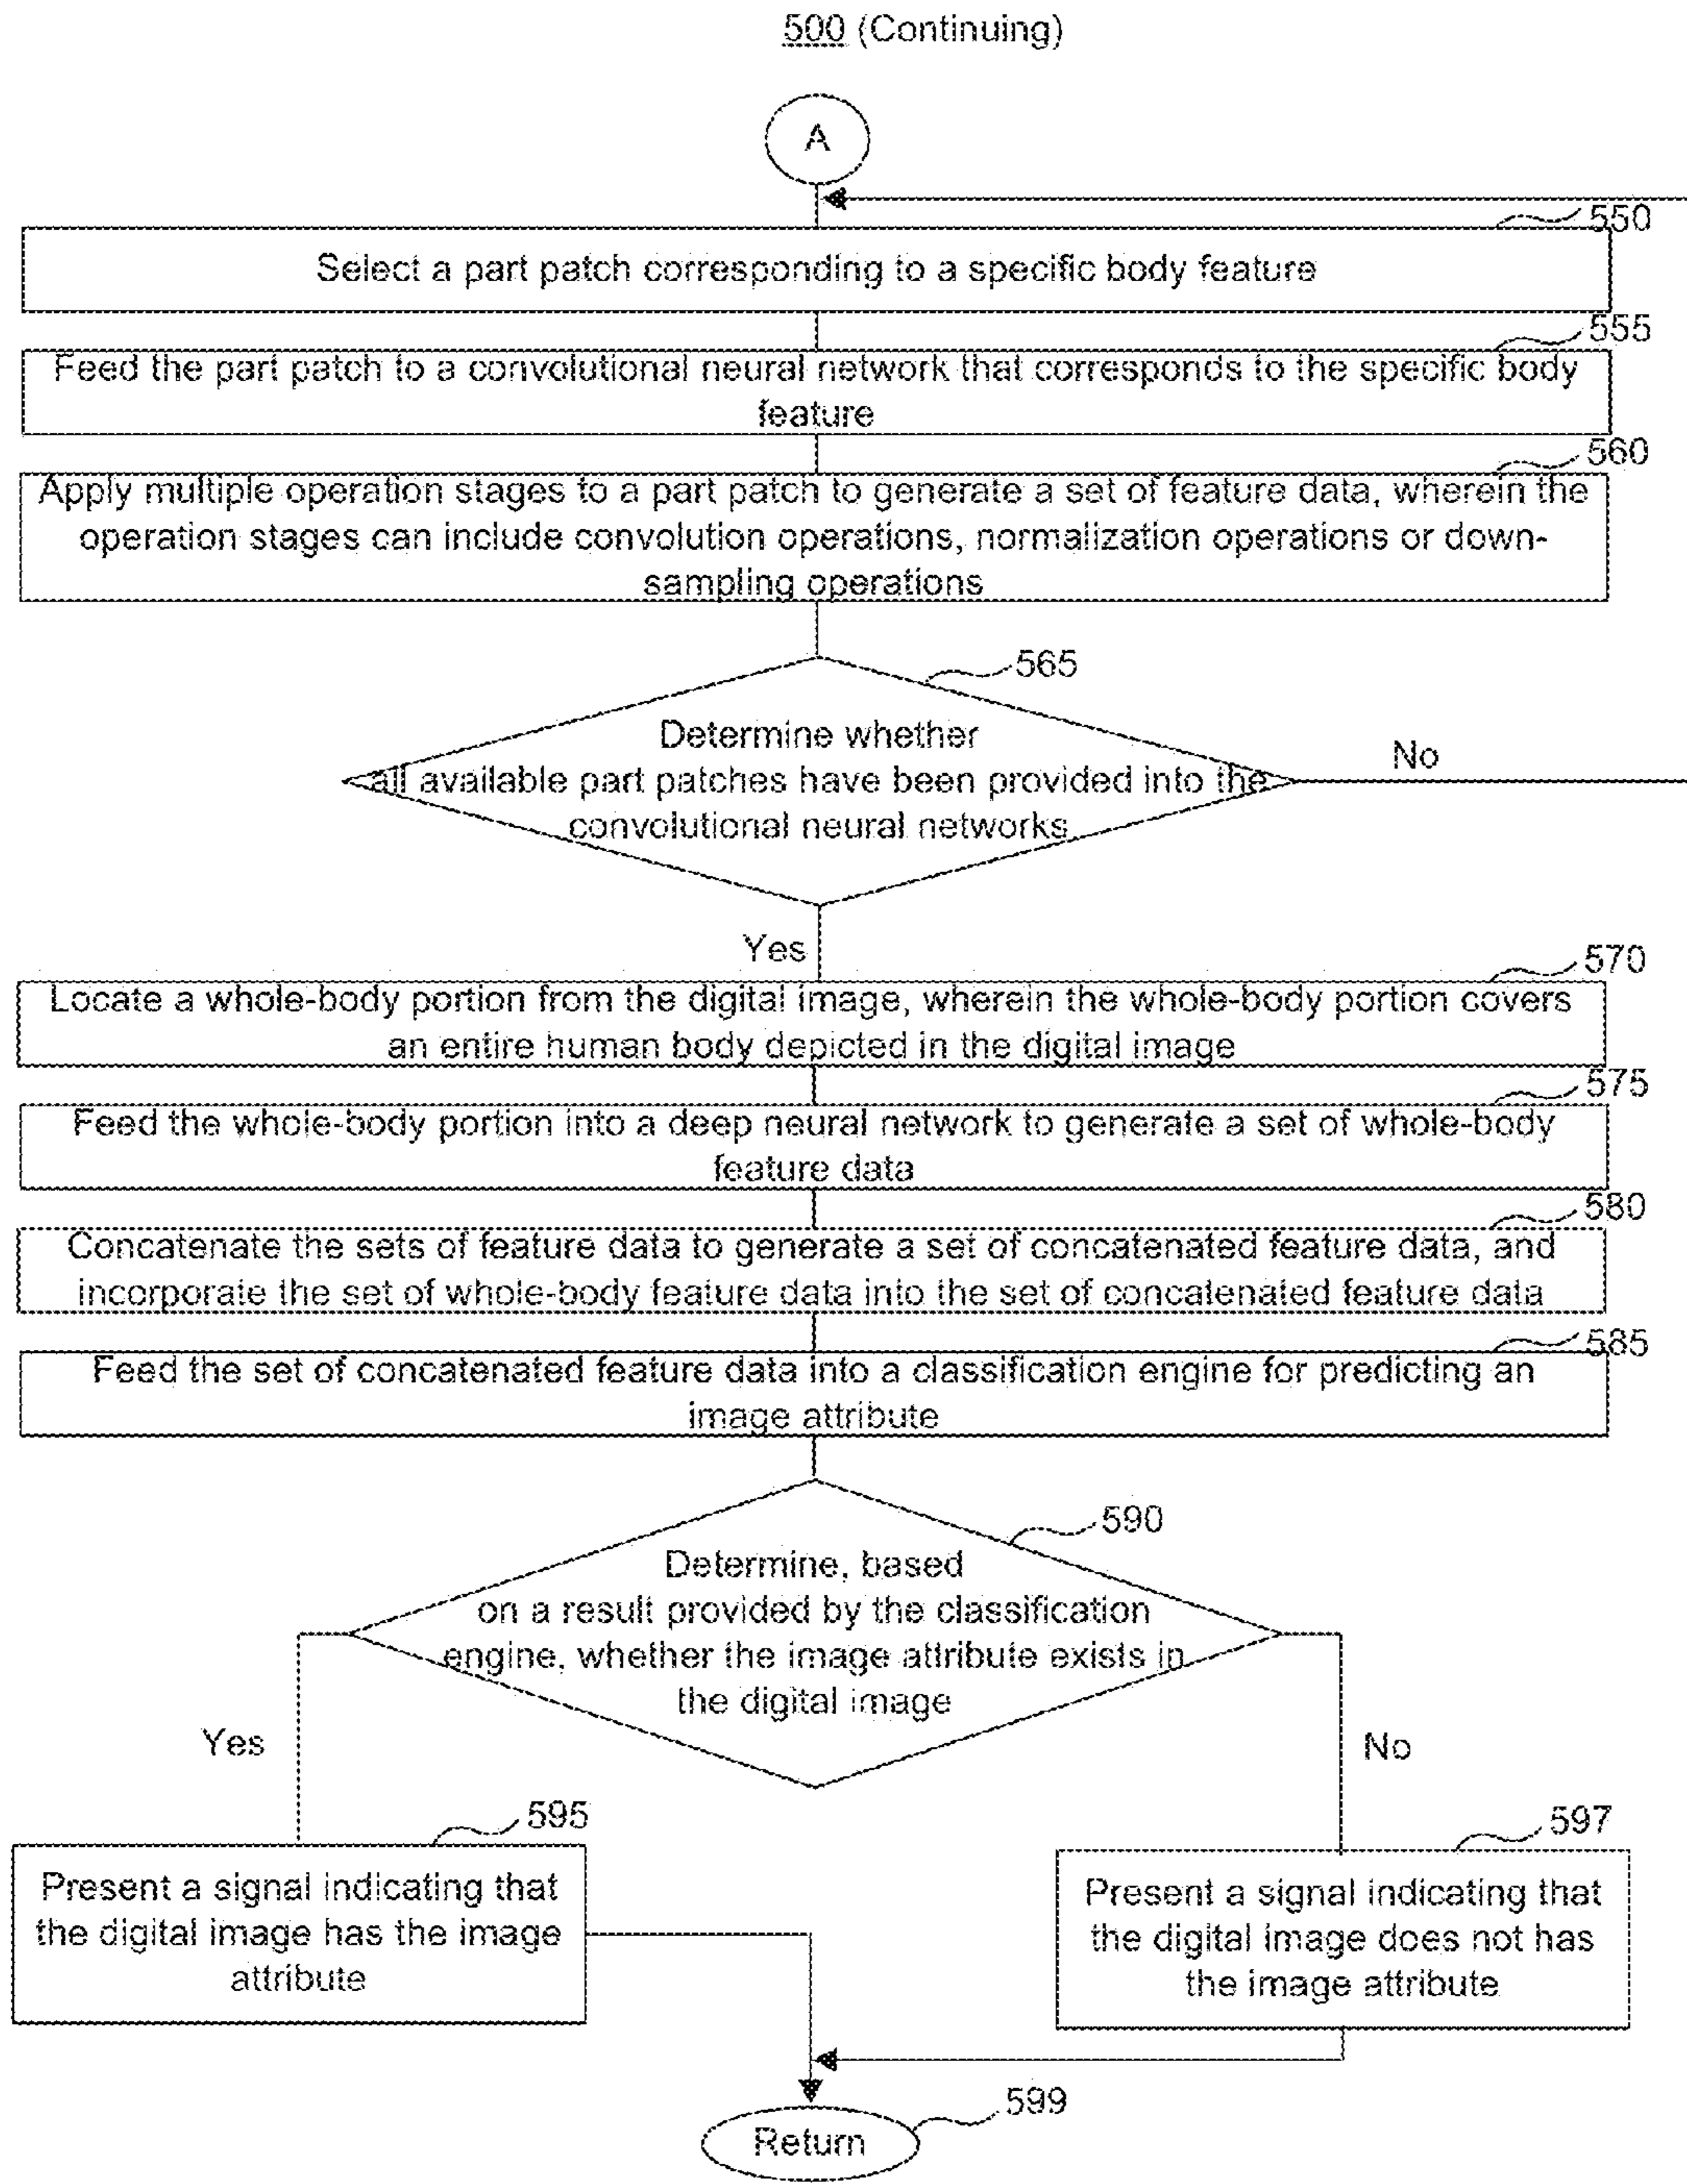 500 (Continuing)
A
550
Select a part patch corresponding to a specific body feature
555
Feed the part patch to a convolutional neural network that corresponds to the specific body
feature
560
Apply multiple operation stages to a part patch to generate a set of feature data, wherein the
operation stages can include convolution operations, normalization operations or down-
sampling operations
565
Determine whether
all available part patches have been provided into the
convolutional neural networks
No
Yes
570
Locate a whole-body portion from the digital image, wherein the whole-body portion covers
an entire human body depicted in the digital image
575
Feed the whole-body portion into a deep neural network to generate a set of whole-body
feature data
580
Concatenate the sets of feature data to generate a set of concatenated feature data, and
incorporate the set of whole-body feature data into the set of concatenated feature data
585
Feed the set of concatenated feature data into a classification engine for predicting an
image attribute
590
Determine, based
on a result provided by the classification
engine, whether the image attribute exists in
the digital image
Yes
No
595
Present a signal indicating that
the digital image has the image
attribute
597
Present a signal indicating that
the digital image does not has
the image attribute
599
Return